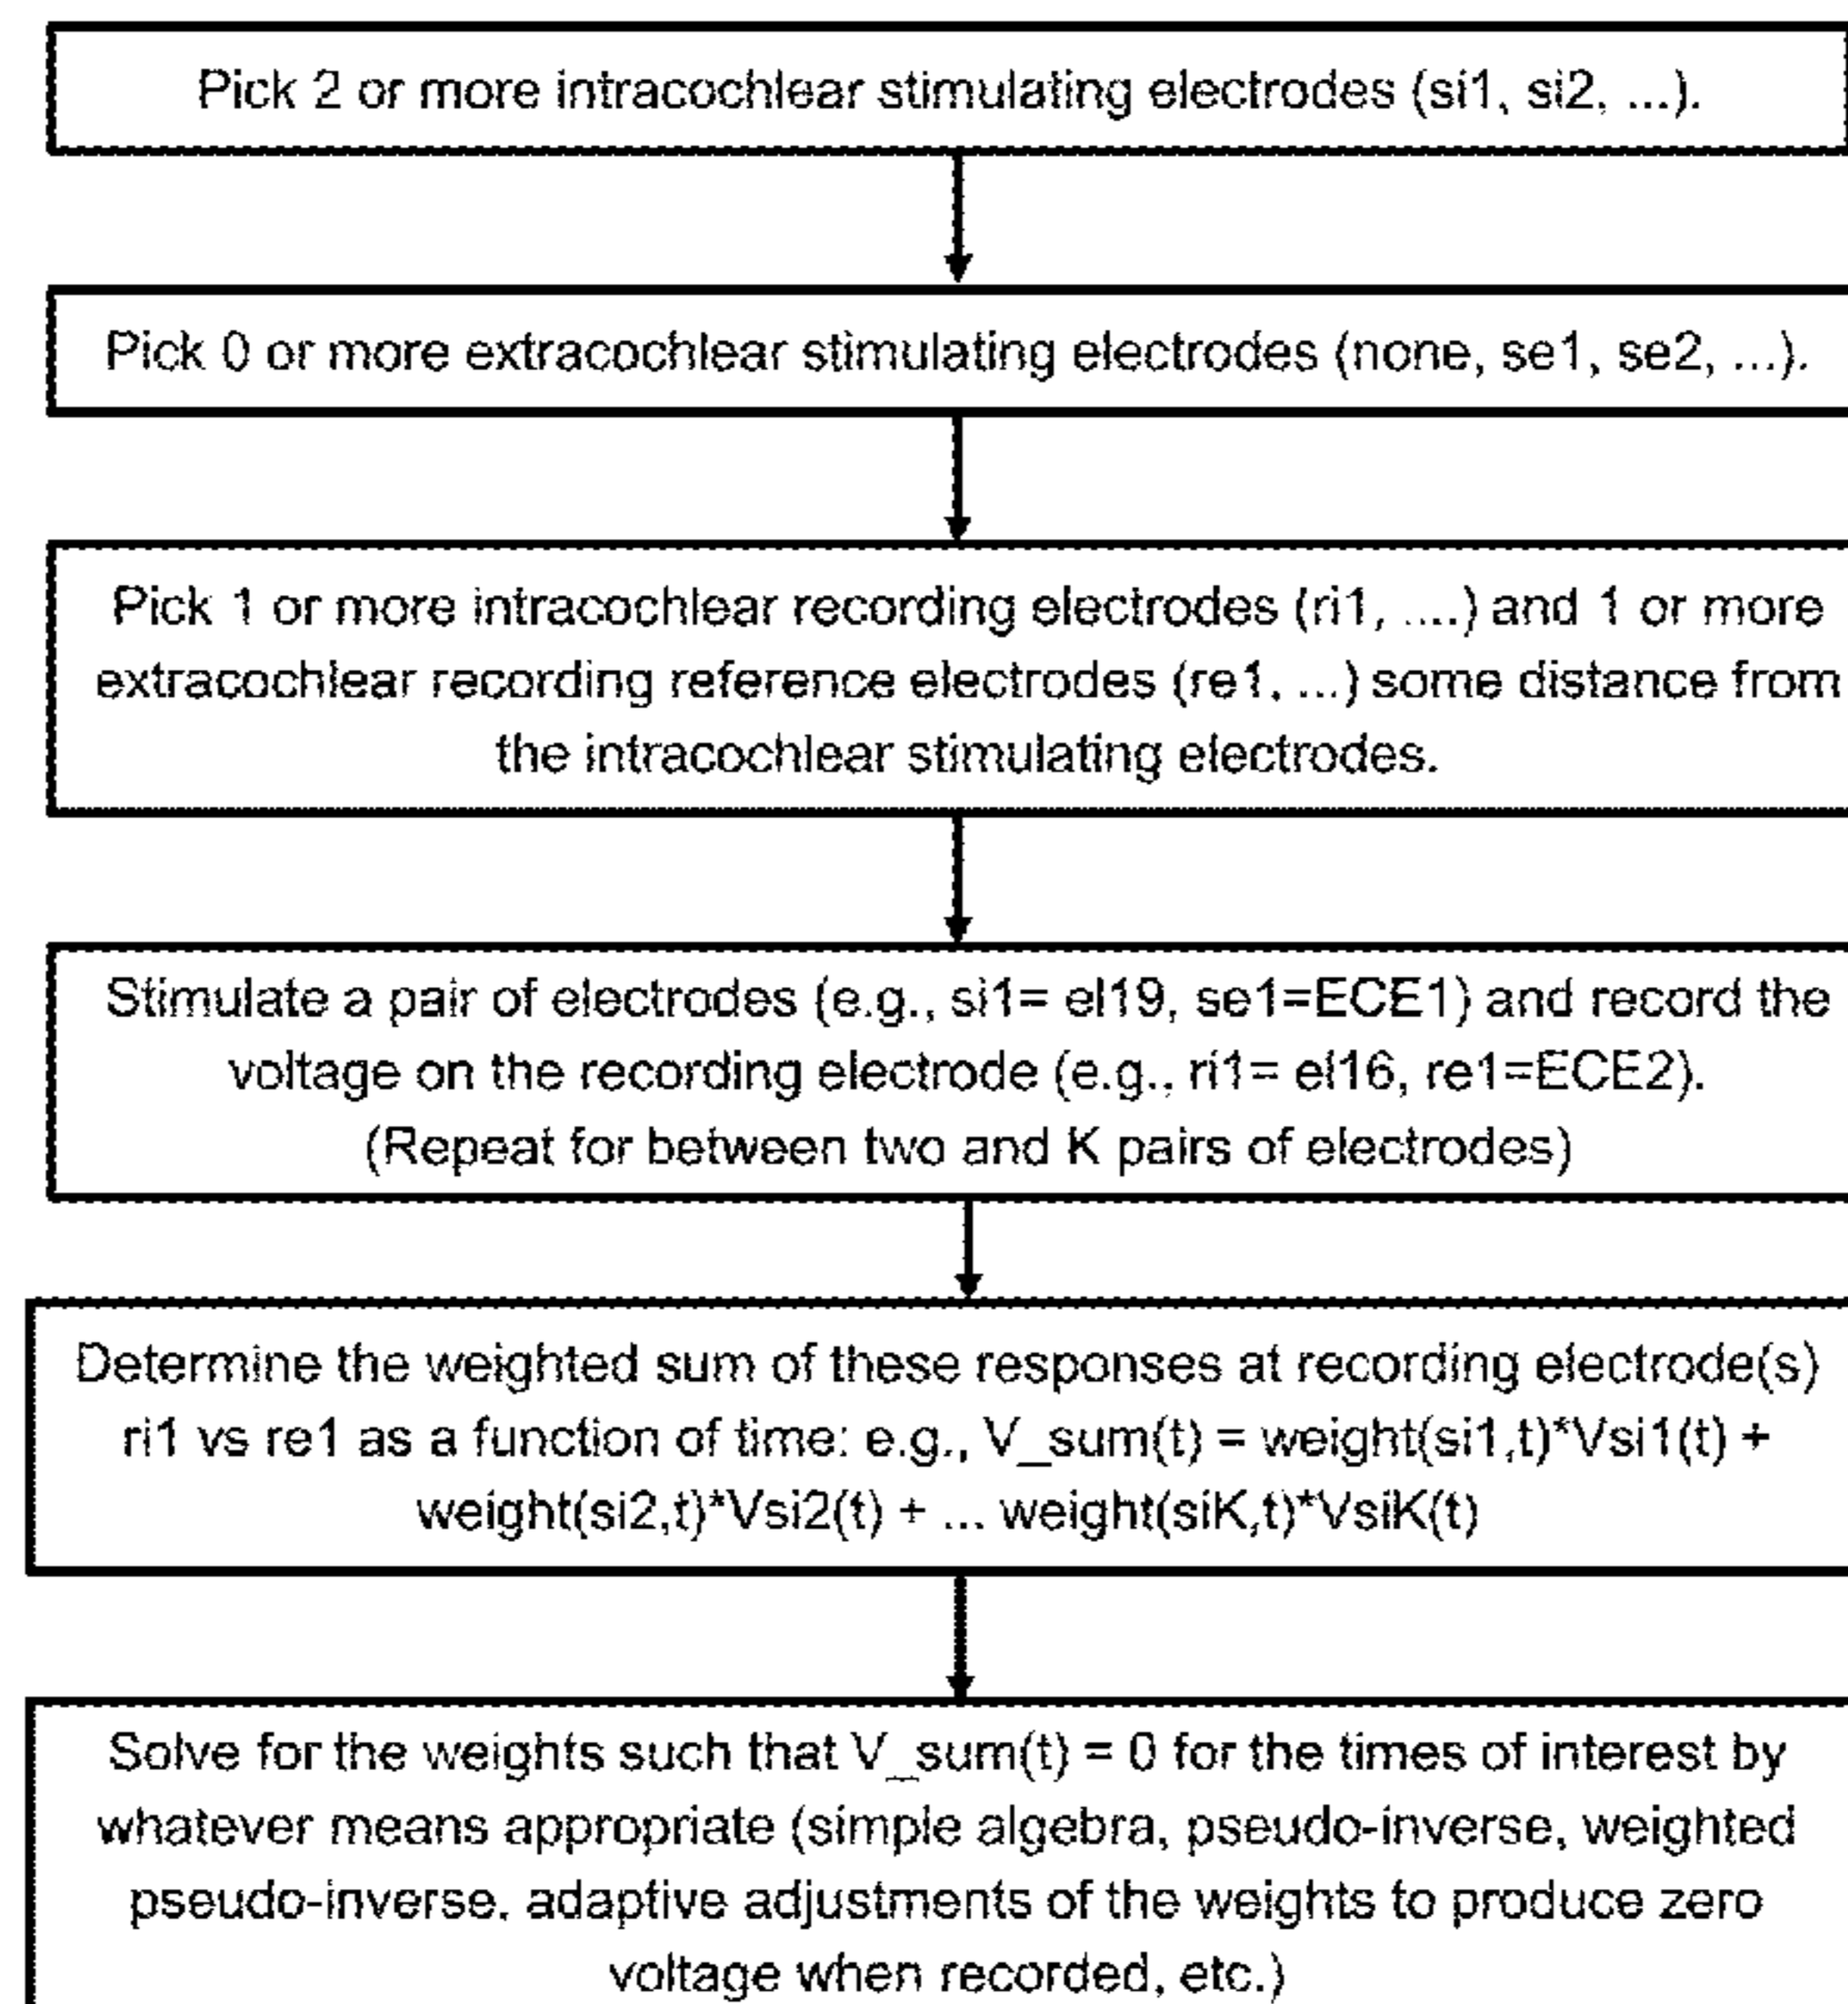 Pick 2 or more intracochlear stimulating electrodes (si1, si2, ...).
Pick 0 or more extracochlear stimulating electrodes (none, se1, se2, ...).
Pick 1 or more intracochlear recording electrodes (ri1, ....) and 1 or more
extracochlear recording reference electrodes (re1, ...) some distance from
the intracochlear stimulating electrodes.
Stimulate a pair of electrodes (e.g., si1= el19, se1=ECE1) and record the
voltage on the recording electrode (e.g., ri1= el16, re1=ECE2).
(Repeat for between two and K pairs of electrodes)
Determine the weighted sum of these responses at recording electrode(s)
ri1 vs re1 as a function of time: e.g., V_sum(t) = weight(si1,t)*Vsi1(t) +
weight(si2,t)*Vsi2(t) + ... weight(siK,t)*VsiK(t)
Solve for the weights such that V_sum(t) = 0 for the times of interest by
whatever means appropriate (simple algebra, pseudo-inverse, weighted
pseudo-inverse, adaptive adjustments of the weights to produce zero
voltage when recorded, etc.)